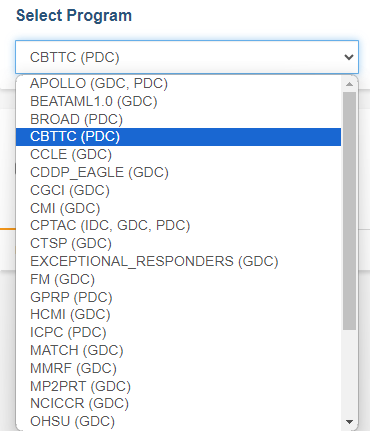 Select Program
CBTTC (PDC)
APOLLO (GDC, PDC)
BEATAML1.0 (GDC)
BROAD (PDC)
CBTTC (PDC)
CCLE (GDC)
CDDP_EAGLE (GDC)
CGCI (GDC)
CMI (GDC)
CPTAC (IDC, GDC, PDC)
CTSP (GDC)
EXCEPTIONAL_RESPONDERS (GDC)
FM (GDC)
GPRP (PDC)
HCMI (GDC)
ICPC (PDC)
MATCH (GDC)
MMRF (GDC)
MP2PRT (GDC)
NCICCR (GDC)
OHSU (GDC)